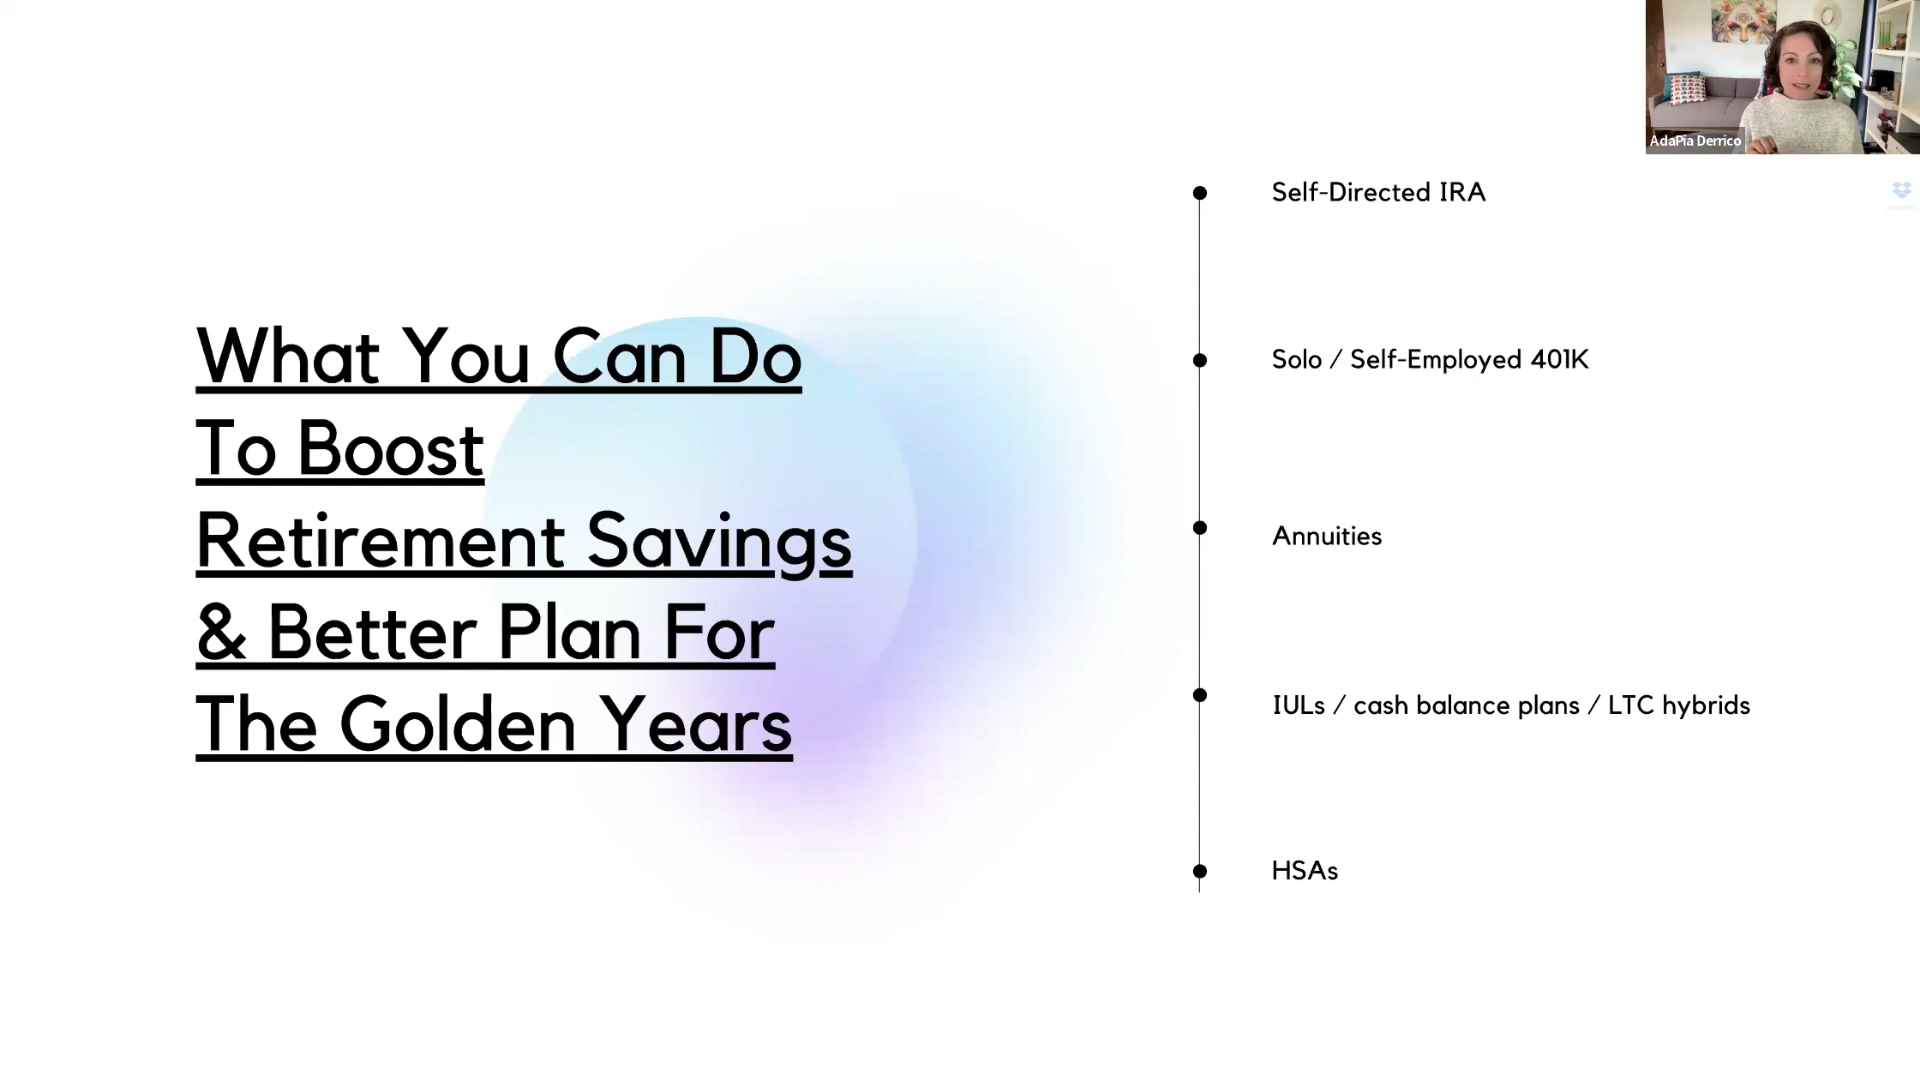 What You Can Do
To Boost
Retirement Savings
& Better Plan For
The Golden Years
Self-Directed IRA
Solo / Self-Employed 401K
Annuities
IULs / cash balance plans / LTC hybrids
HSAs
AdaPia Derrico